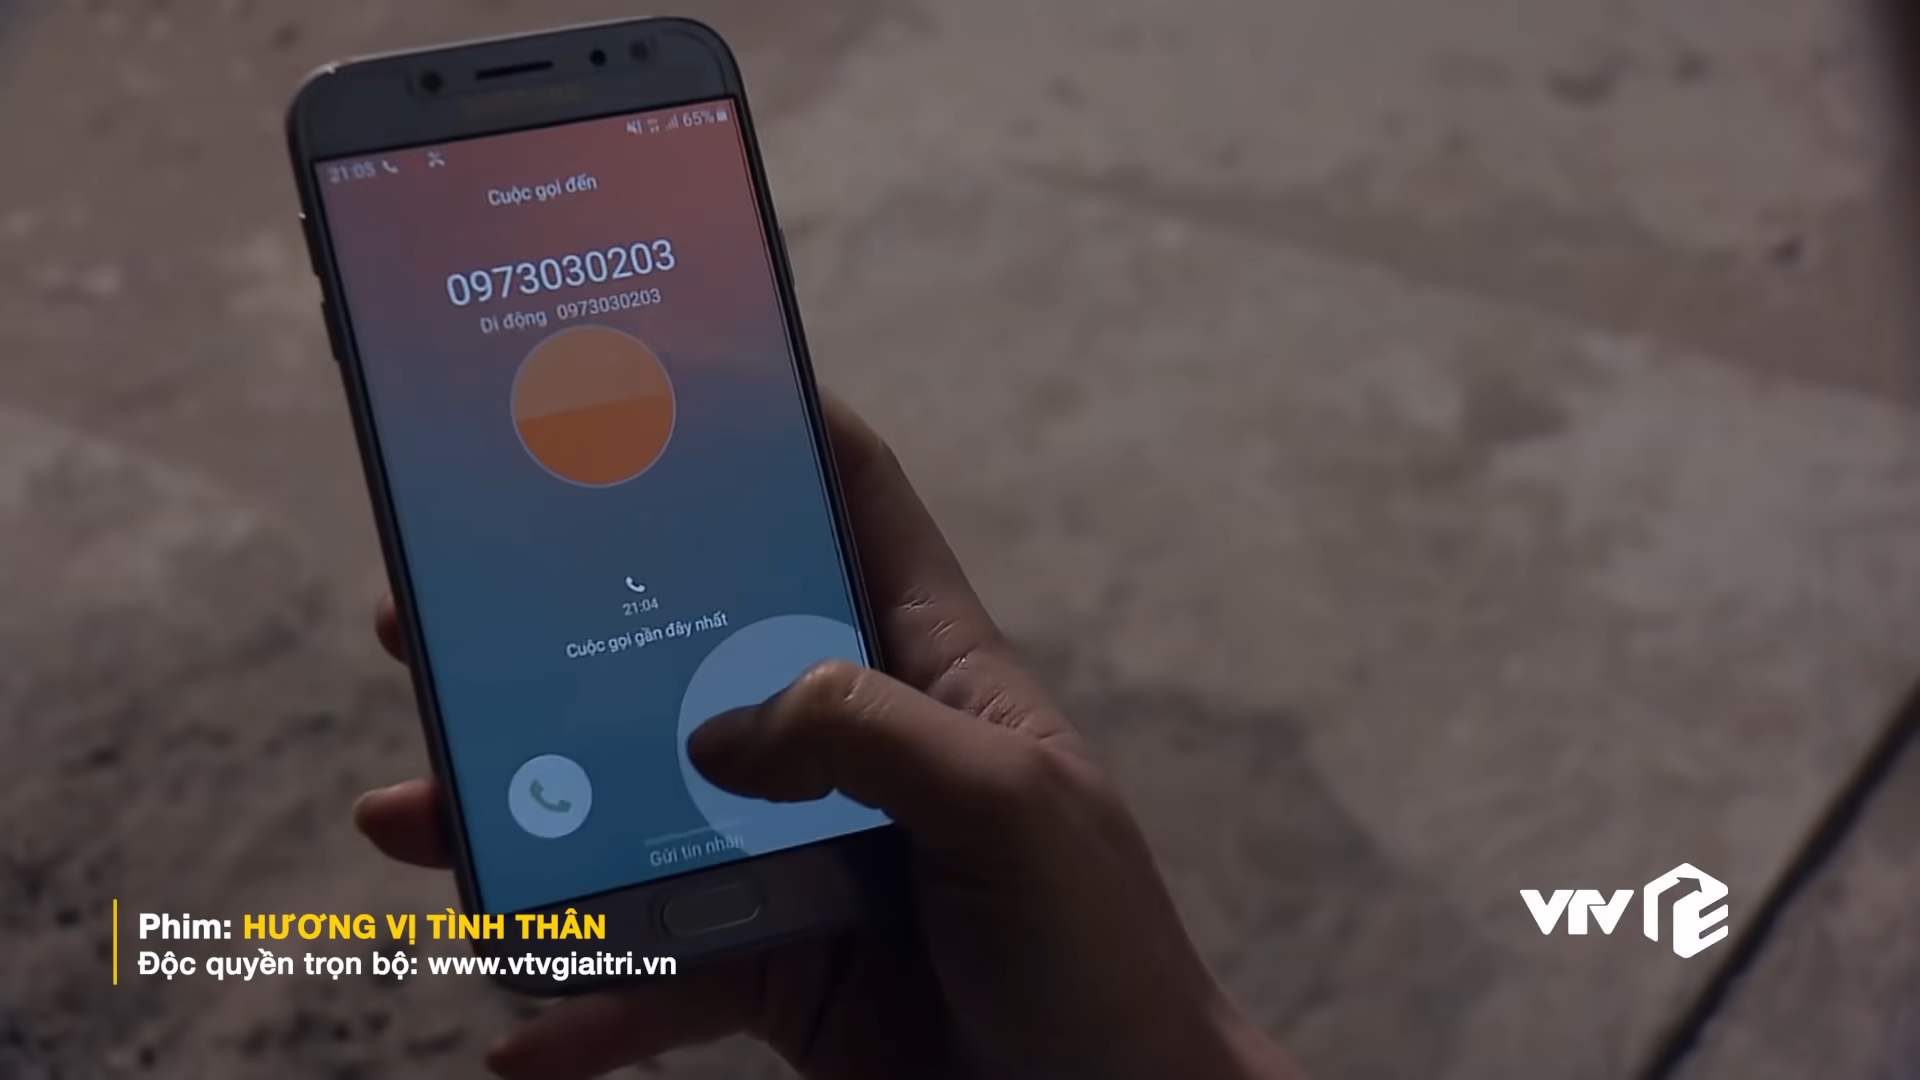 21:05
65%
Cuộc gọi đến
0973030203
Di động 0973030203
21:04
Cuộc gọi gần đây nhất
Gửi tin nhắn
Phim: HƯƠNG VỊ TÌNH THÂN
Độc quyền trọn bộ: www.vtvgiaitri.vn
VTV